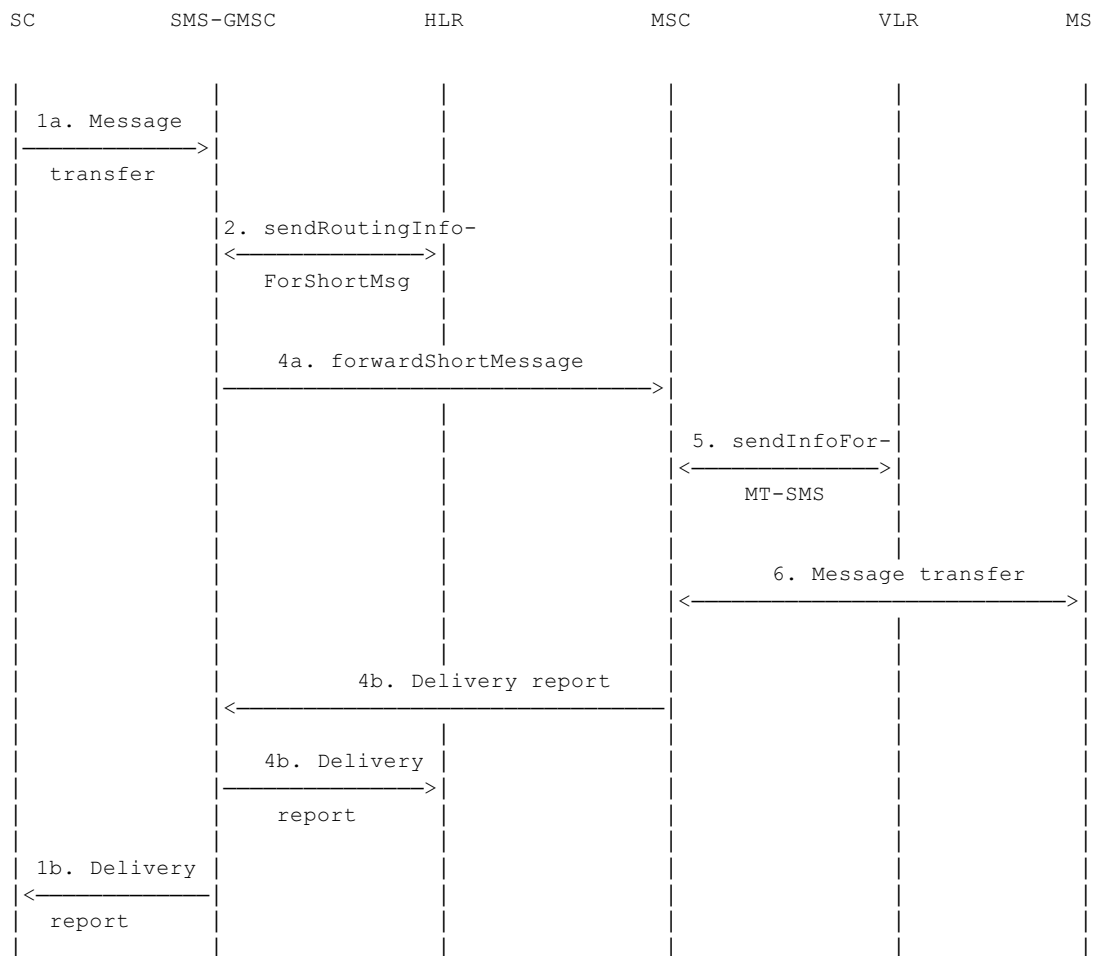 SC SMS-GMSC HLR MSC VLR MS
1a. Message
transfer
2. sendRoutingInfo-
ForShortMsg
4a. forwardShortMessage
5. sendInfoFor-
MT-SMS
6. Message transfer
4b. Delivery report
4b. Delivery
report
1b. Delivery
report